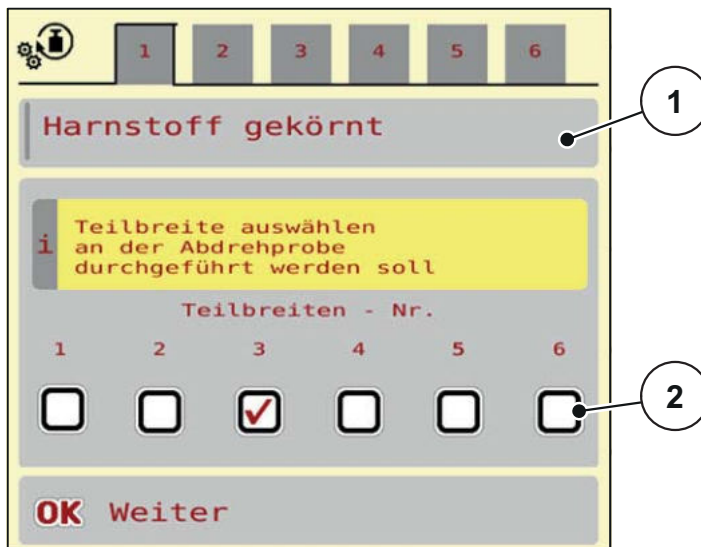 1 2 3 4 5 6
Harnstoff gekörnt
1
i
Teilbreite auswählen
an der Abdrehprobe
durchgeführt werden soll
Teilbreiten - Nr.
1 2 3 4 5 6
2
OK Weiter